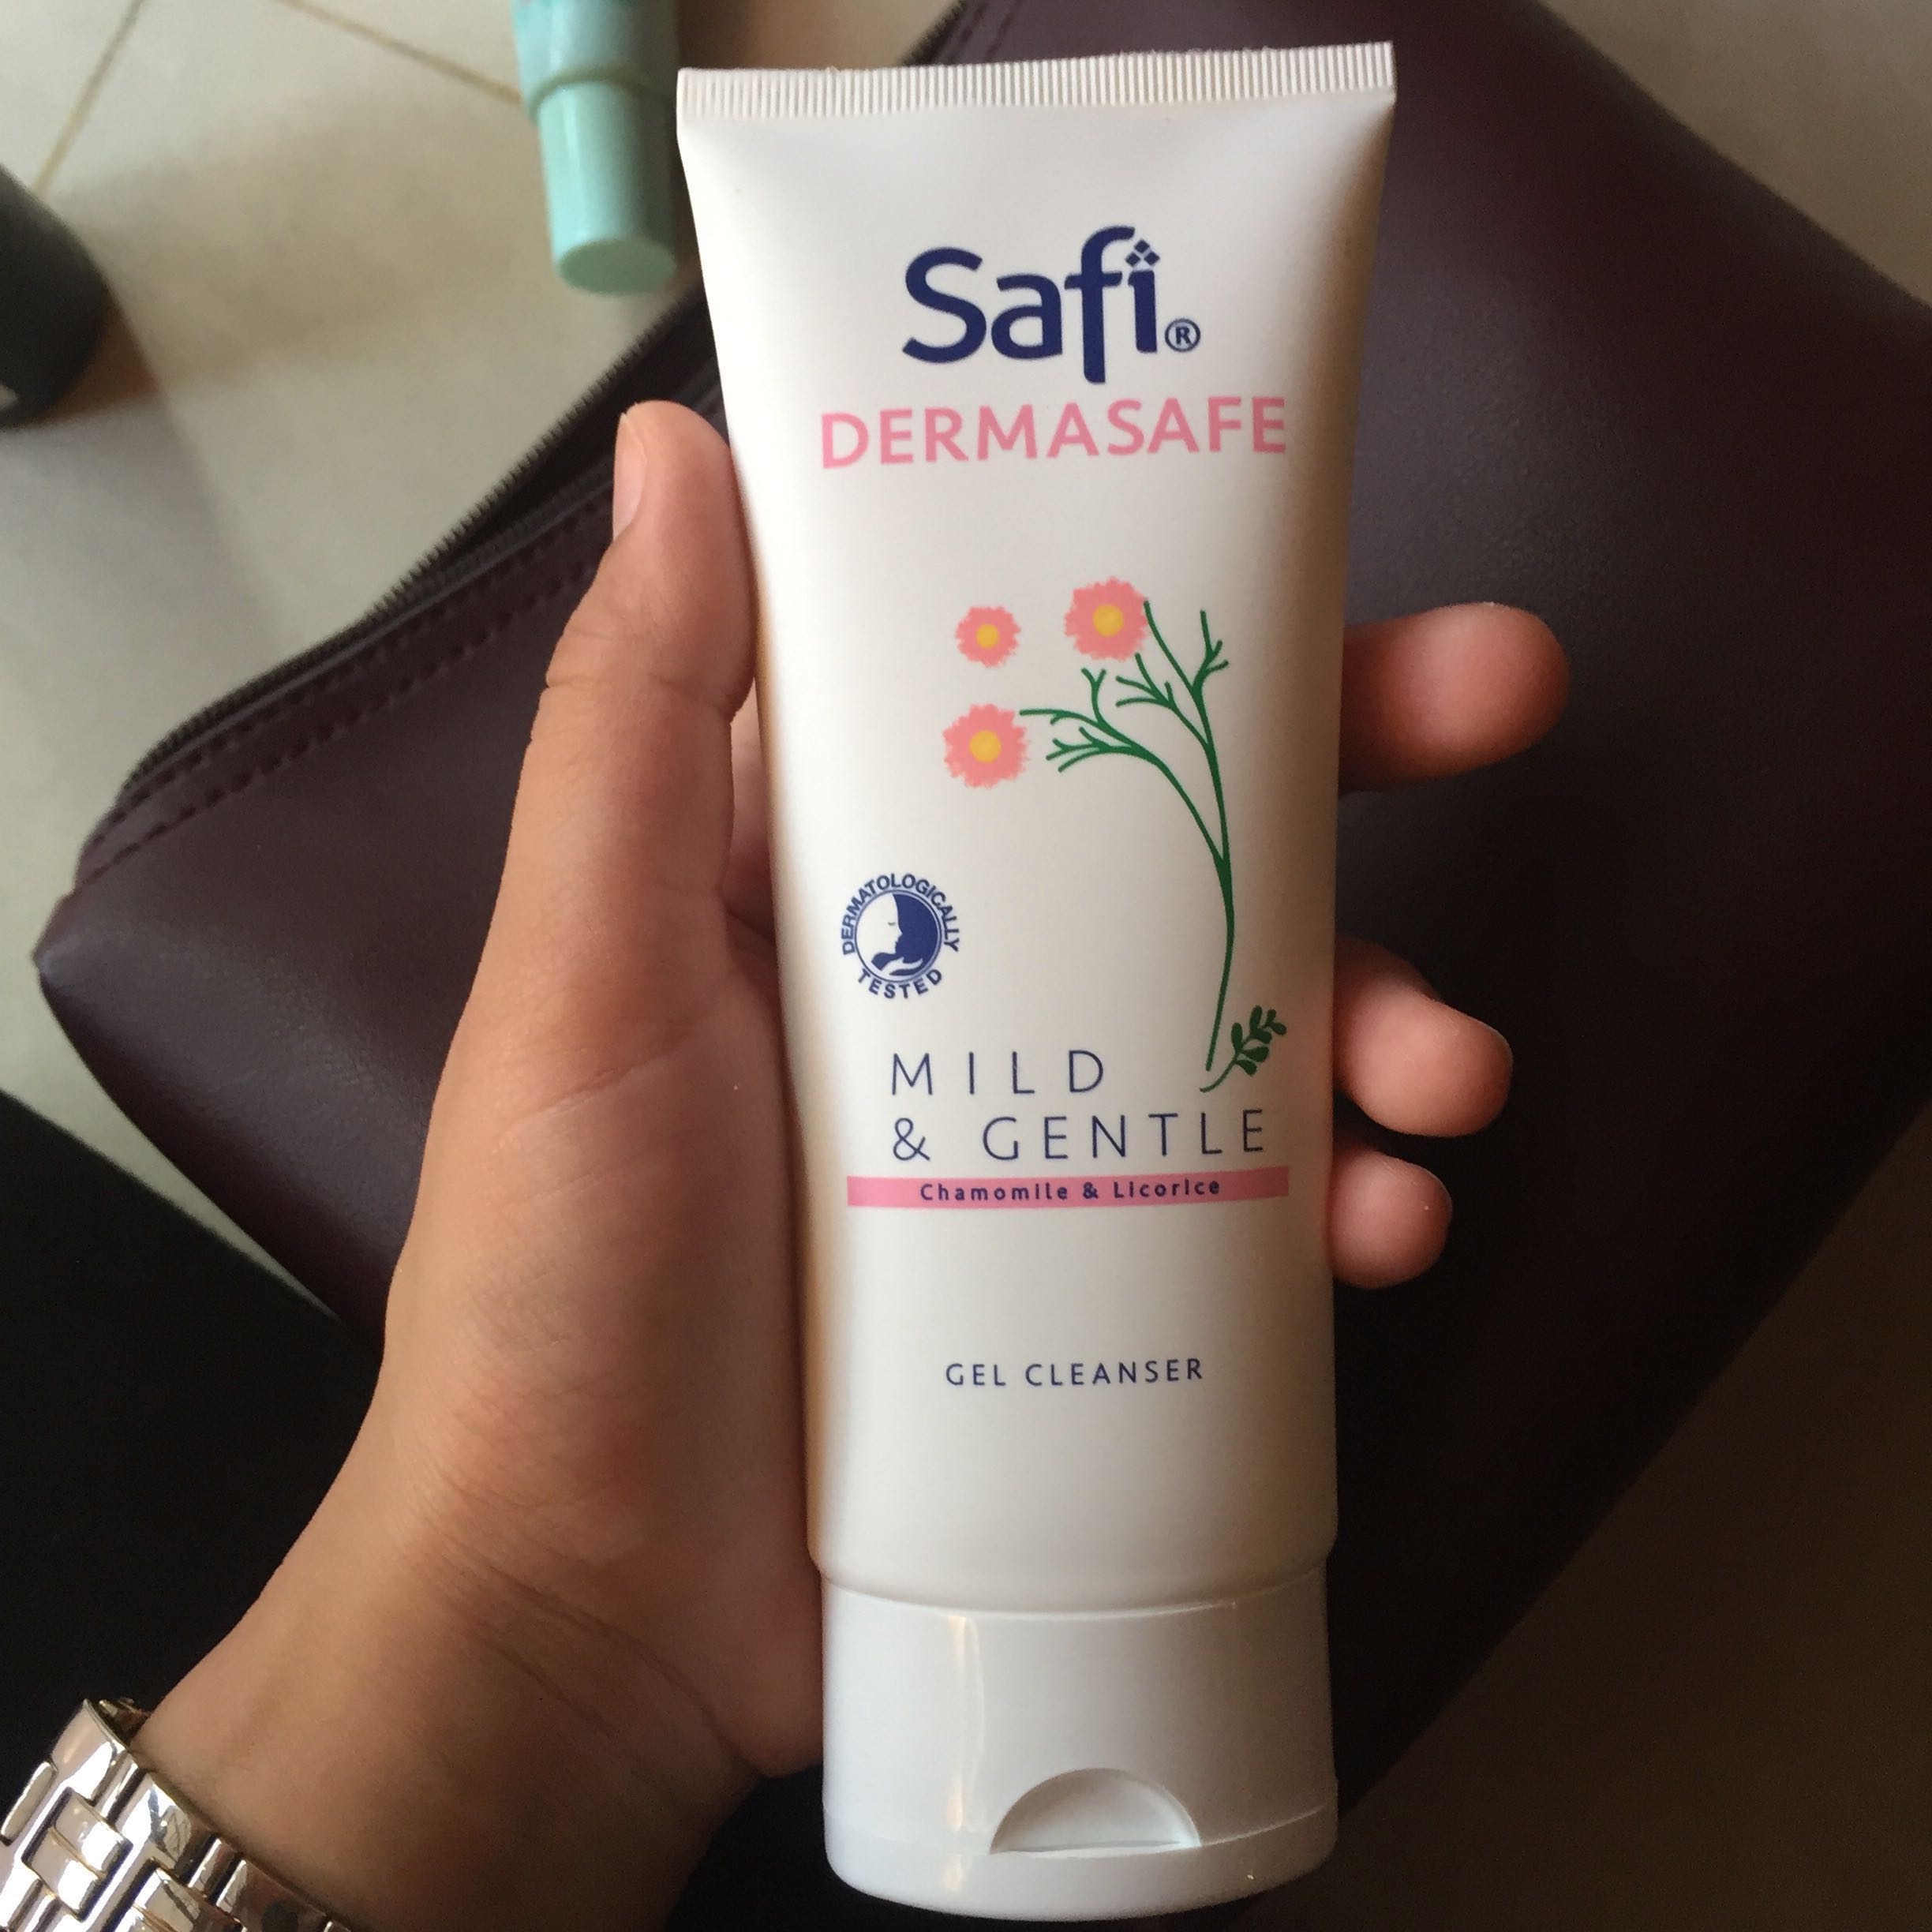 Safi®
DERMASAFE
DERMATOLOGICALLY
TESTED
MILD
& GENTLE
Chamomile & Licorice
GEL CLEANSER